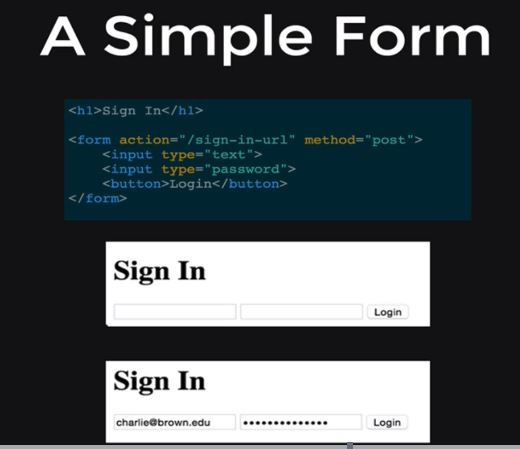 A Simple Form
<h1>Sign In</h1>
<form action="/sign-in-url" method="post">
    <input type="text">
    <input type="password">
    <button>Login</button>
</form>
Sign In
Login
Sign In
charlie@brown.edu •••••••••••••• Login